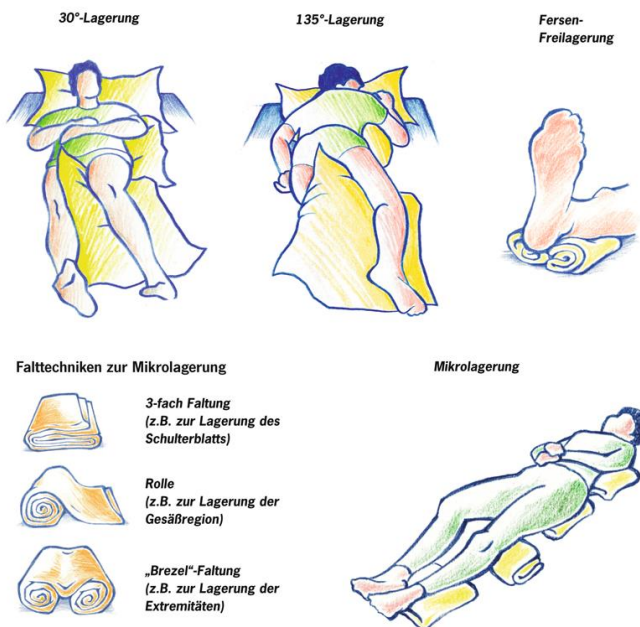 30°-Lagerung
135°-Lagerung
Fersen-
Freilagerung
Falttechniken zur Mikrolagerung
3-fach Faltung
(z.B. zur Lagerung des
Schulterblatts)
Rolle
(z.B. zur Lagerung der
Gesäßregion)
„Brezel“-Faltung
(z.B. zur Lagerung der
Extremitäten)
Mikrolagerung